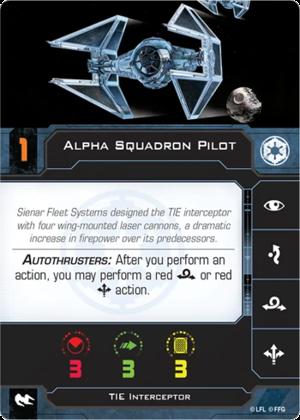 1
ALPHA SQUADRON PILOT
Sienar Fleet Systems designed the TIE interceptor
with four wing-mounted laser cannons, a dramatic
increase in firepower over its predecessors.
AUTOTHRUSTERS: After you perform an
action, you may perform a red or red
action.
3 3 3
TIE INTERCEPTOR
©LFL ©FFG